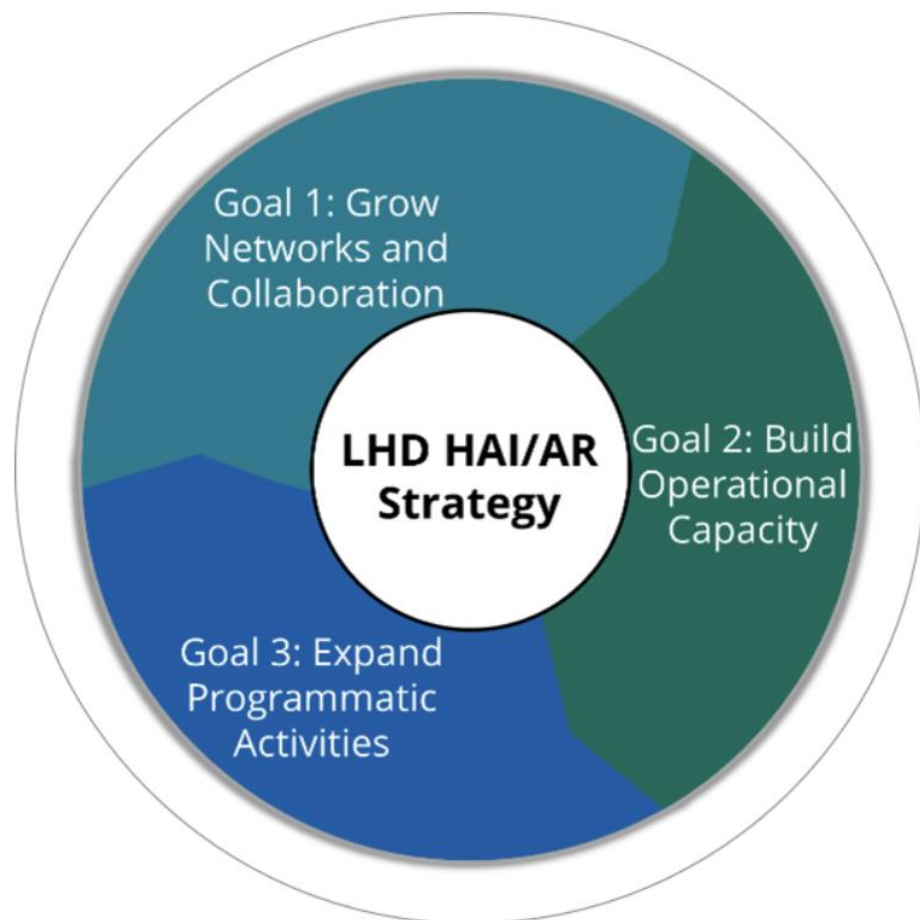 Goal 1: Grow
Networks and
Collaboration
LHD HAI/AR
Strategy
Goal 2: Build
Operational
Capacity
Goal 3: Expand
Programmatic
Activities